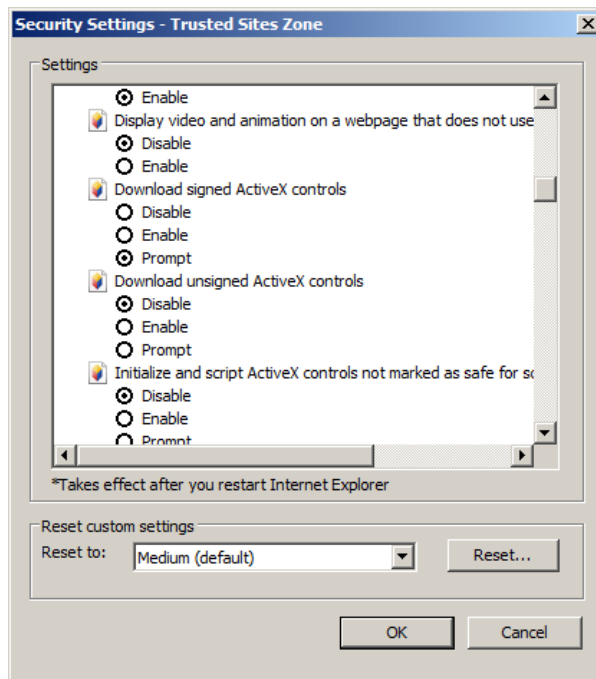 Security Settings - Trusted Sites Zone
Settings
Enable
Display video and animation on a webpage that does not use
Disable
Enable
Download signed ActiveX controls
Disable
Enable
Prompt
Download unsigned ActiveX controls
Disable
Enable
Prompt
Initialize and script ActiveX controls not marked as safe for sc
Disable
Enable
Prompt
*Takes effect after you restart Internet Explorer
Reset custom settings
Reset to: Medium (default) Reset...
OK Cancel